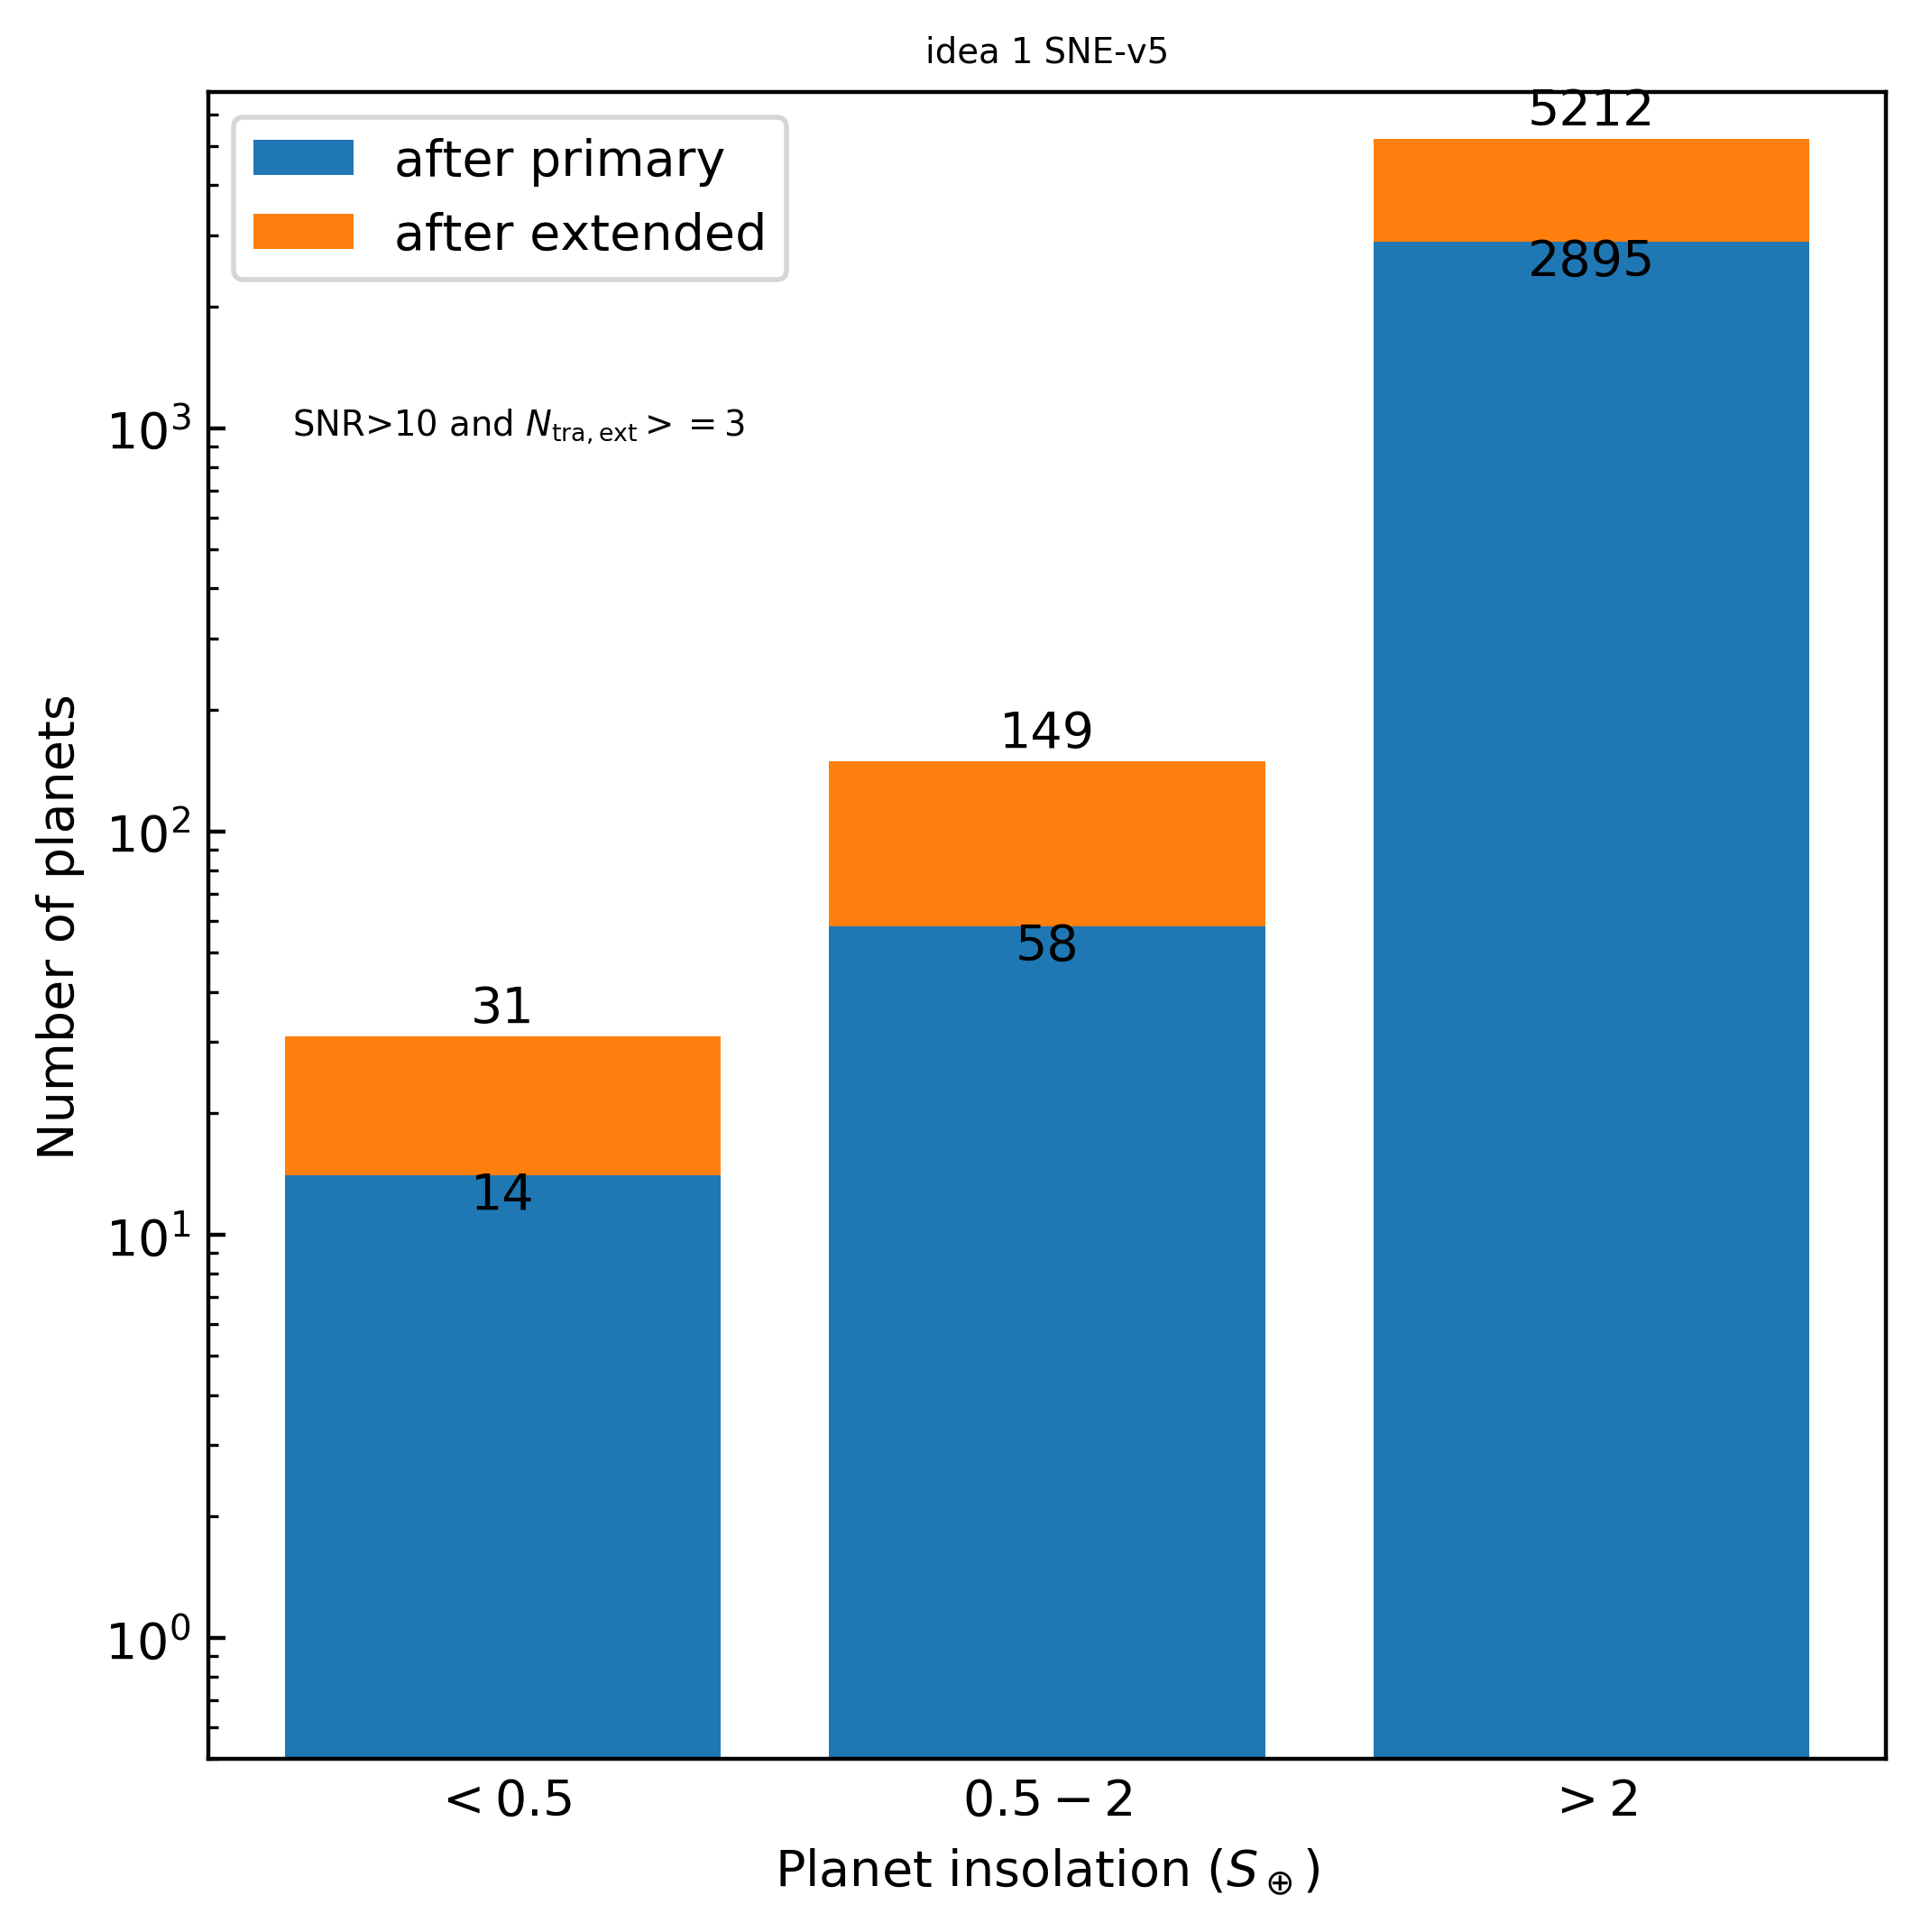 idea 1 SNE-v5
after primary
after extended
SNR>10 and N_tra,ext >=3
5212
2895
149
58
31
14
10^3
10^2
10^1
10^0
Number of planets
<0.5
0.5−2
>2
Planet insolation (S⊕)